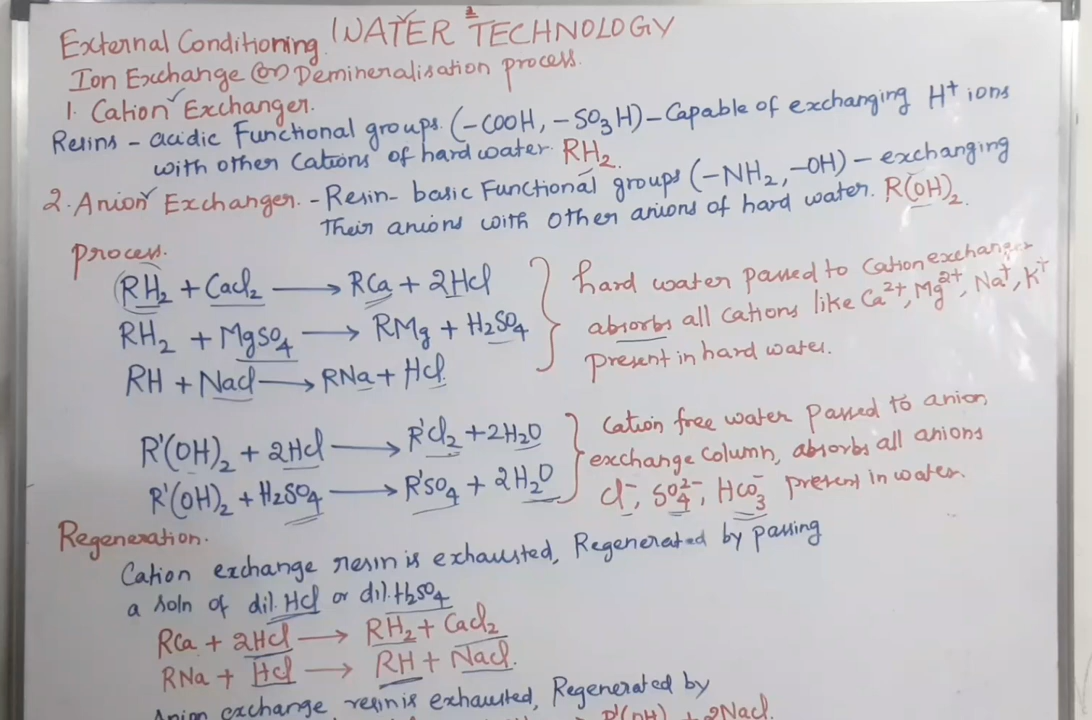 WATER TECHNOLOGY
External Conditioning
Ion Exchange (or) Demineralisation process.
1. Cation Exchanger.
Resins - acidic Functional groups (-COOH, -SO3H) - Capable of exchanging H+ ions
with other Cations of hard water. RH2.
2. Anion Exchanger. - Resin - basic Functional groups (-NH2, -OH) - exchanging
Their anions with other anions of hard water. R(OH)2.
process.
RH2 + CaCl2 ⟶ RCa + 2HCl
RH2 + MgSO4 ⟶ RMg + H2SO4
RH + NaCl ⟶ RNa + HCl
hard water passed to Cation exchanger
absorbs all cations like Ca2+, Mg2+, Na+, K+
present in hard water.
R'(OH)2 + 2HCl ⟶ R'Cl2 + 2H2O
R'(OH)2 + H2SO4 ⟶ R'SO4 + 2H2O
Cation free water passed to anion
exchange column, absorbs all anions
Cl-, SO4 2-, HCO3- present in water.
Regeneration.
Cation exchange resin is exhausted, Regenerated by passing
a soln of dil. HCl or dil. H2SO4
RCa + 2HCl ⟶ RH2 + CaCl2
RNa + HCl ⟶ RH + NaCl.
Anion exchange resin is exhausted, Regenerated by
R'(OH) + 2NaCl.